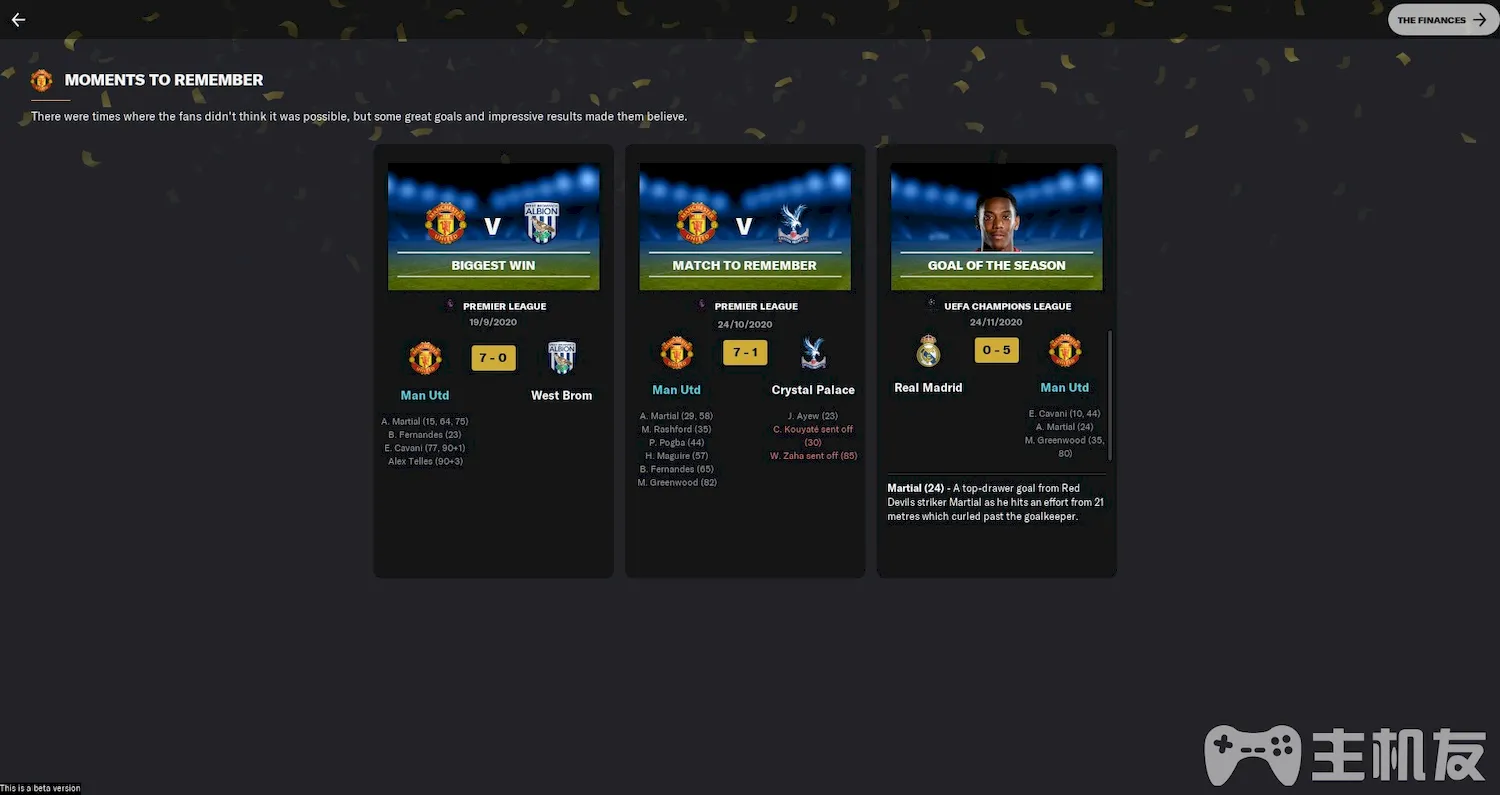 THE FINANCES
MOMENTS TO REMEMBER
There were times where the fans didn't think it was possible, but some great goals and impressive results made them believe.
V
BIGGEST WIN
PREMIER LEAGUE
19/9/2020
7 - 0
Man Utd
West Brom
A. Martial (15, 64, 75)
B. Fernandes (23)
E. Cavani (77, 90+1)
Alex Telles (90+3)
V
MATCH TO REMEMBER
PREMIER LEAGUE
24/10/2020
7 - 1
Man Utd
Crystal Palace
A. Martial (29, 58)
M. Rashford (35)
P. Pogba (44)
H. Maguire (57)
B. Fernandes (65)
M. Greenwood (82)
J. Ayew (23)
C. Kouyaté sent off
(30)
W. Zaha sent off (85)
GOAL OF THE SEASON
UEFA CHAMPIONS LEAGUE
24/11/2020
0 - 5
Real Madrid
Man Utd
E. Cavani (10, 44)
A. Martial (24)
M. Greenwood (35,
80)
Martial (24) - A top-drawer goal from Red
Devils striker Martial as he hits an effort from 21
metres which curled past the goalkeeper.
主机友
This is a beta version